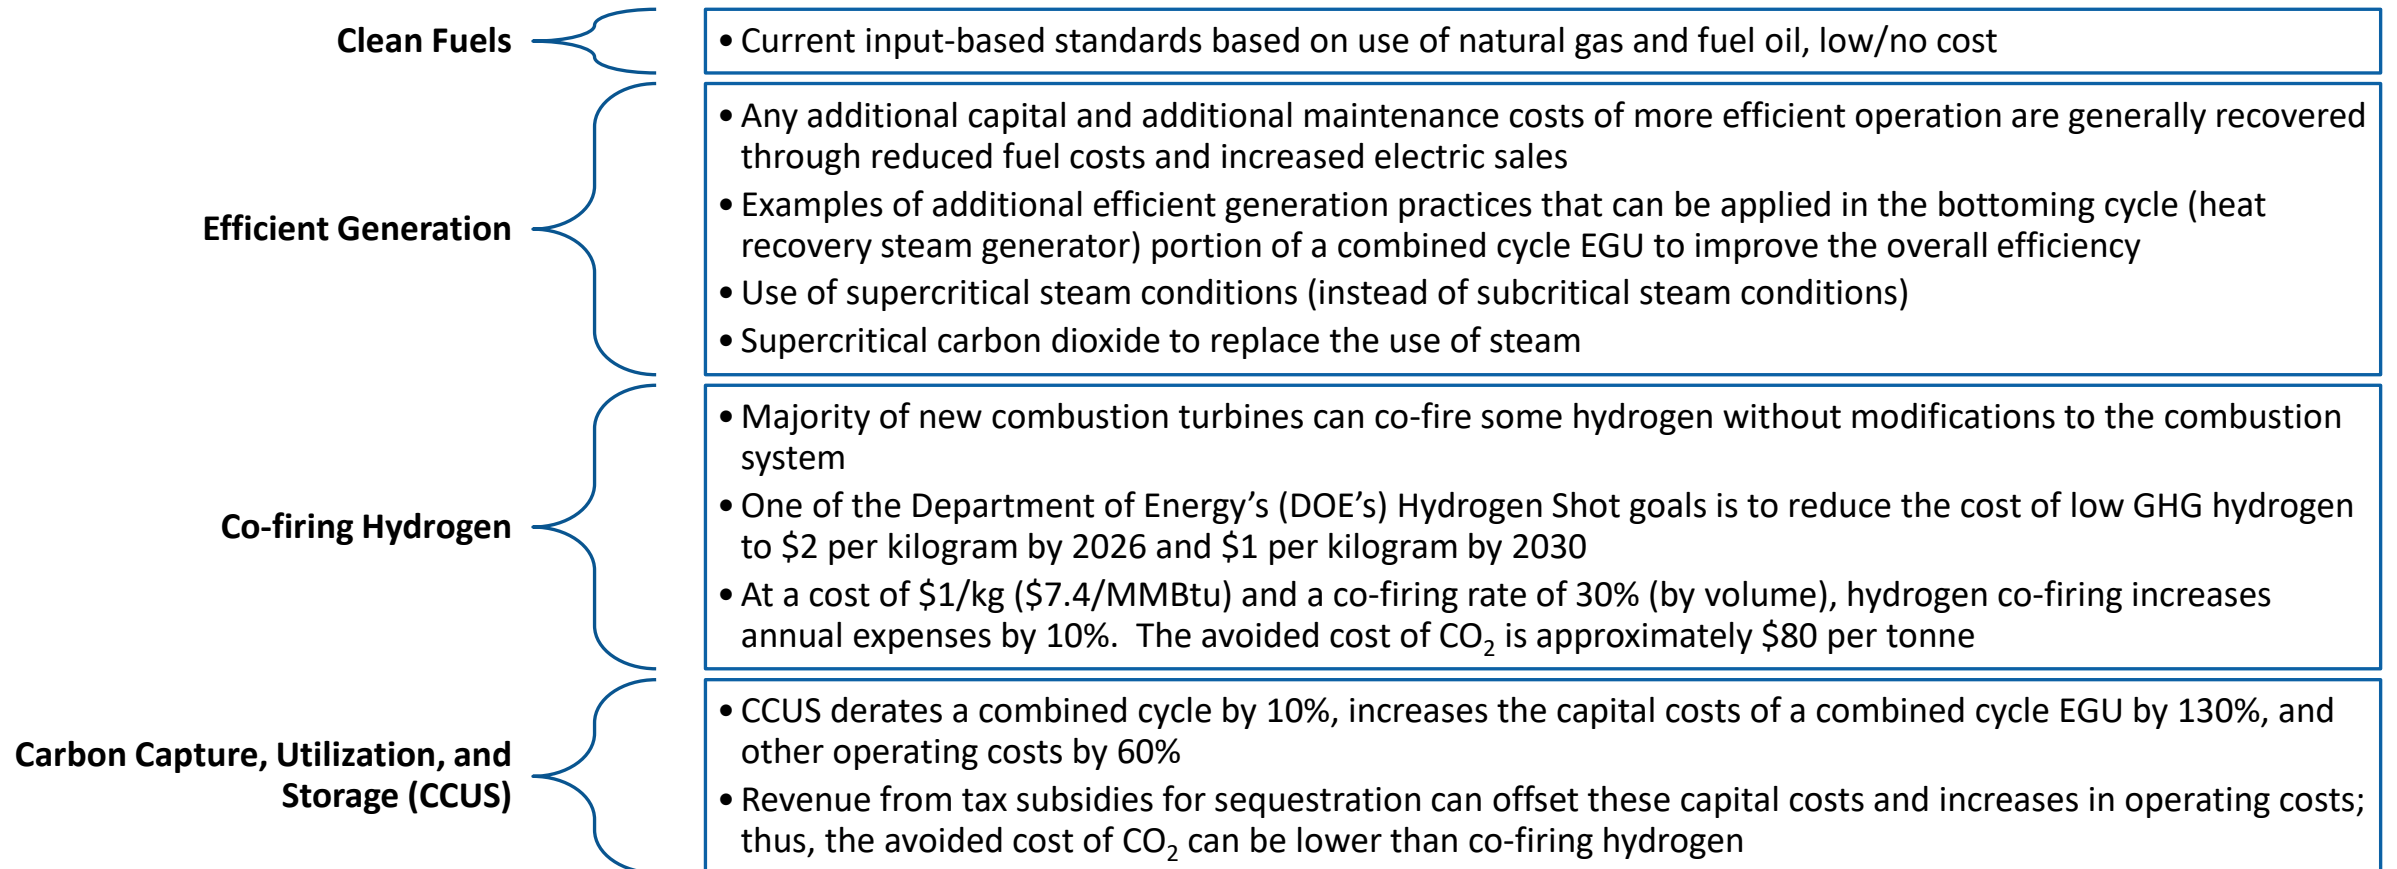 Clean Fuels
• Current input-based standards based on use of natural gas and fuel oil, low/no cost
Efficient Generation
• Any additional capital and additional maintenance costs of more efficient operation are generally recovered
through reduced fuel costs and increased electric sales
• Examples of additional efficient generation practices that can be applied in the bottoming cycle (heat
recovery steam generator) portion of a combined cycle EGU to improve the overall efficiency
• Use of supercritical steam conditions (instead of subcritical steam conditions)
• Supercritical carbon dioxide to replace the use of steam
Co-firing Hydrogen
• Majority of new combustion turbines can co-fire some hydrogen without modifications to the combustion
system
• One of the Department of Energy’s (DOE’s) Hydrogen Shot goals is to reduce the cost of low GHG hydrogen
to $2 per kilogram by 2026 and $1 per kilogram by 2030
• At a cost of $1/kg ($7.4/MMBtu) and a co-firing rate of 30% (by volume), hydrogen co-firing increases
annual expenses by 10%.  The avoided cost of CO₂ is approximately $80 per tonne
Carbon Capture, Utilization, and
Storage (CCUS)
• CCUS derates a combined cycle by 10%, increases the capital costs of a combined cycle EGU by 130%, and
other operating costs by 60%
• Revenue from tax subsidies for sequestration can offset these capital costs and increases in operating costs;
thus, the avoided cost of CO₂ can be lower than co-firing hydrogen